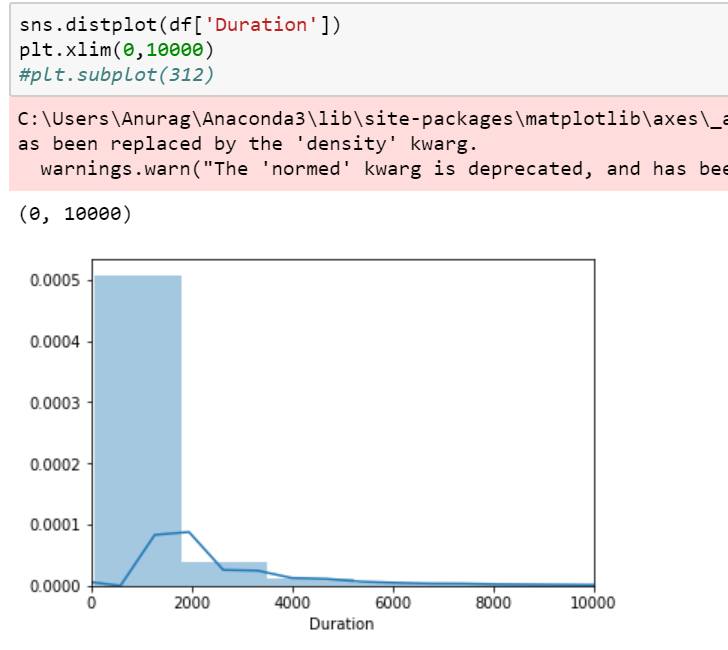 sns.distplot(df['Duration'])
plt.xlim(0,10000)
#plt.subplot(312)
C:\Users\Anurag\Anaconda3\lib\site-packages\matplotlib\axes\_a
as been replaced by the 'density' kwarg.
warnings.warn("The 'normed' kwarg is deprecated, and has bee
(0, 10000)
0.0005
0.0004
0.0003
0.0002
0.0001
0.0000
0 2000 4000 6000 8000 10000
Duration